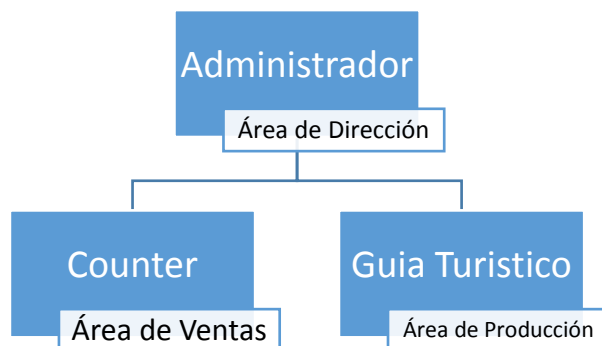 Administrador
Área de Dirección
Counter
Área de Ventas
Guia Turistico
Área de Producción